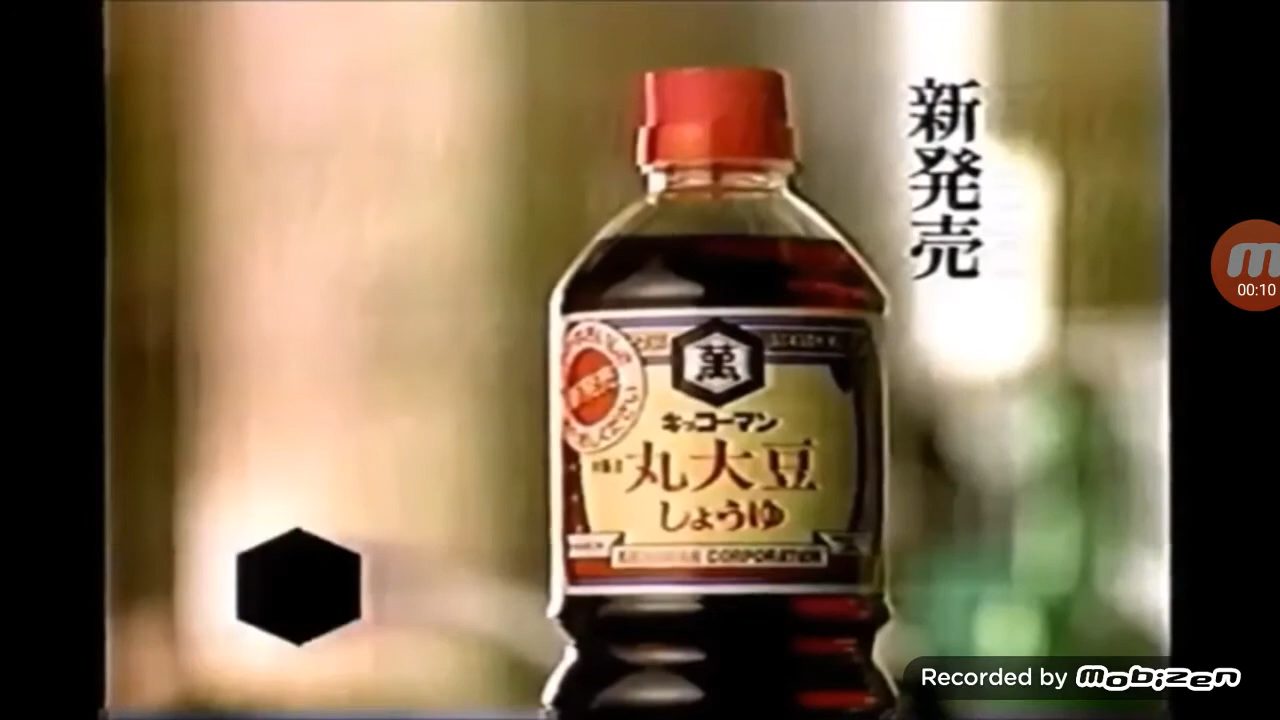 新発売
萬
キッコーマン
丸大豆
しょうゆ
CORPORATION
00:10
Recorded by mobizen